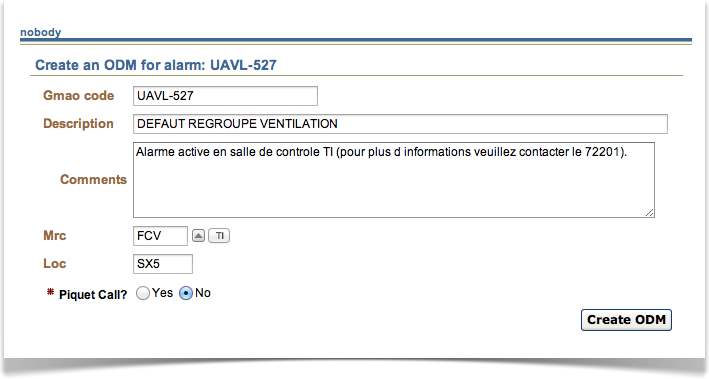 nobody
Create an ODM for alarm: UAVL-527
Gmao code UAVL-527
Description DEFAUT REGROUPE VENTILATION
Comments Alarme active en salle de controle TI (pour plus d informations veuillez contacter le 72201).
Mrc FCV TI
Loc SX5
* Piquet Call? Yes No
Create ODM